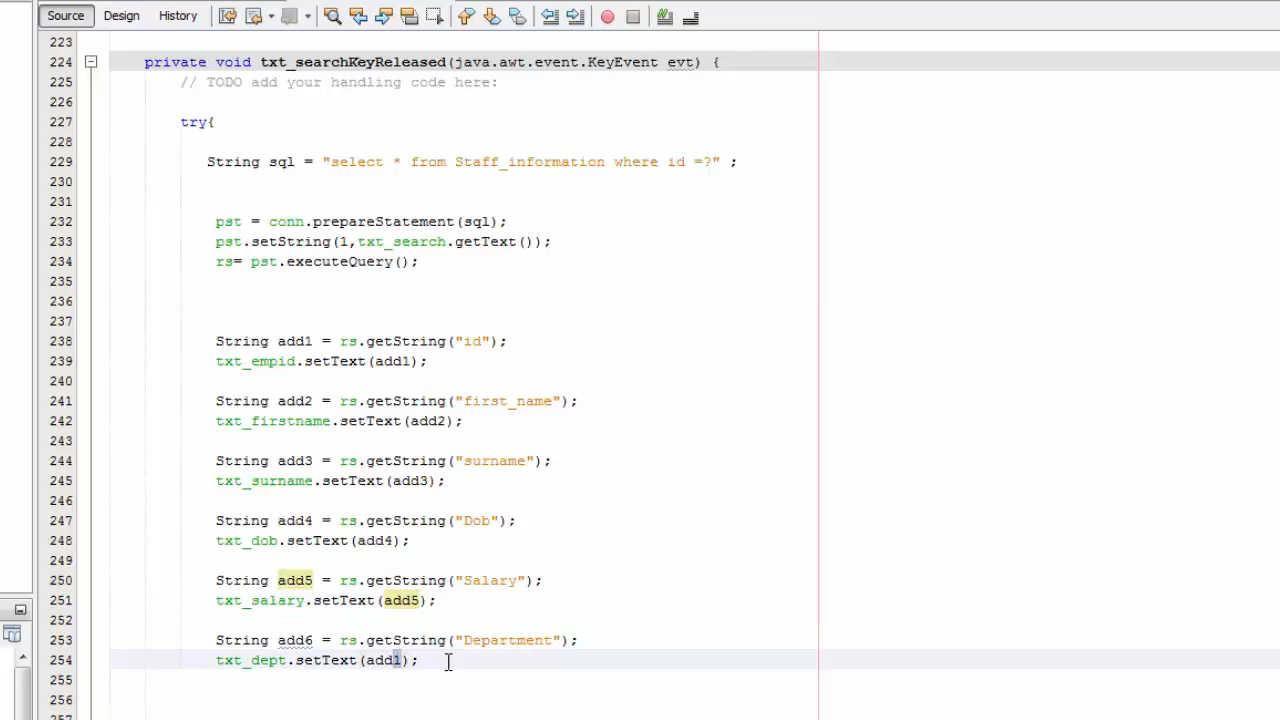 Source Design History
223
224 private void txt_searchKeyReleased(java.awt.event.KeyEvent evt) {
225 // TODO add your handling code here:
226
227 try{
228
229 String sql = "select * from Staff_information where id =?" ;
230
231
232 pst = conn.prepareStatement(sql);
233 pst.setString(1,txt_search.getText());
234 rs= pst.executeQuery();
235
236
237
238 String add1 = rs.getString("id");
239 txt_empid.setText(add1);
240
241 String add2 = rs.getString("first_name");
242 txt_firstname.setText(add2);
243
244 String add3 = rs.getString("surname");
245 txt_surname.setText(add3);
246
247 String add4 = rs.getString("Dob");
248 txt_dob.setText(add4);
249
250 String add5 = rs.getString("Salary");
251 txt_salary.setText(add5);
252
253 String add6 = rs.getString("Department");
254 txt_dept.setText(add1);
255
256
257